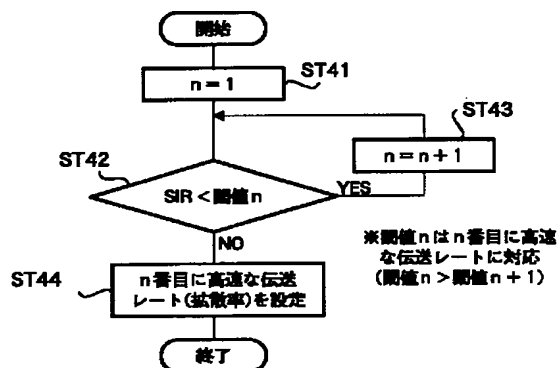 開始
n=1
ST41
ST43
n=n+1
ST42
SIR<閾値n
YES
NO
※閾値nはn番目に高速
な伝送レートに対応
(閾値n>閾値n+1)
ST44
n番目に高速な伝送
レート(拡散率)を設定
終了